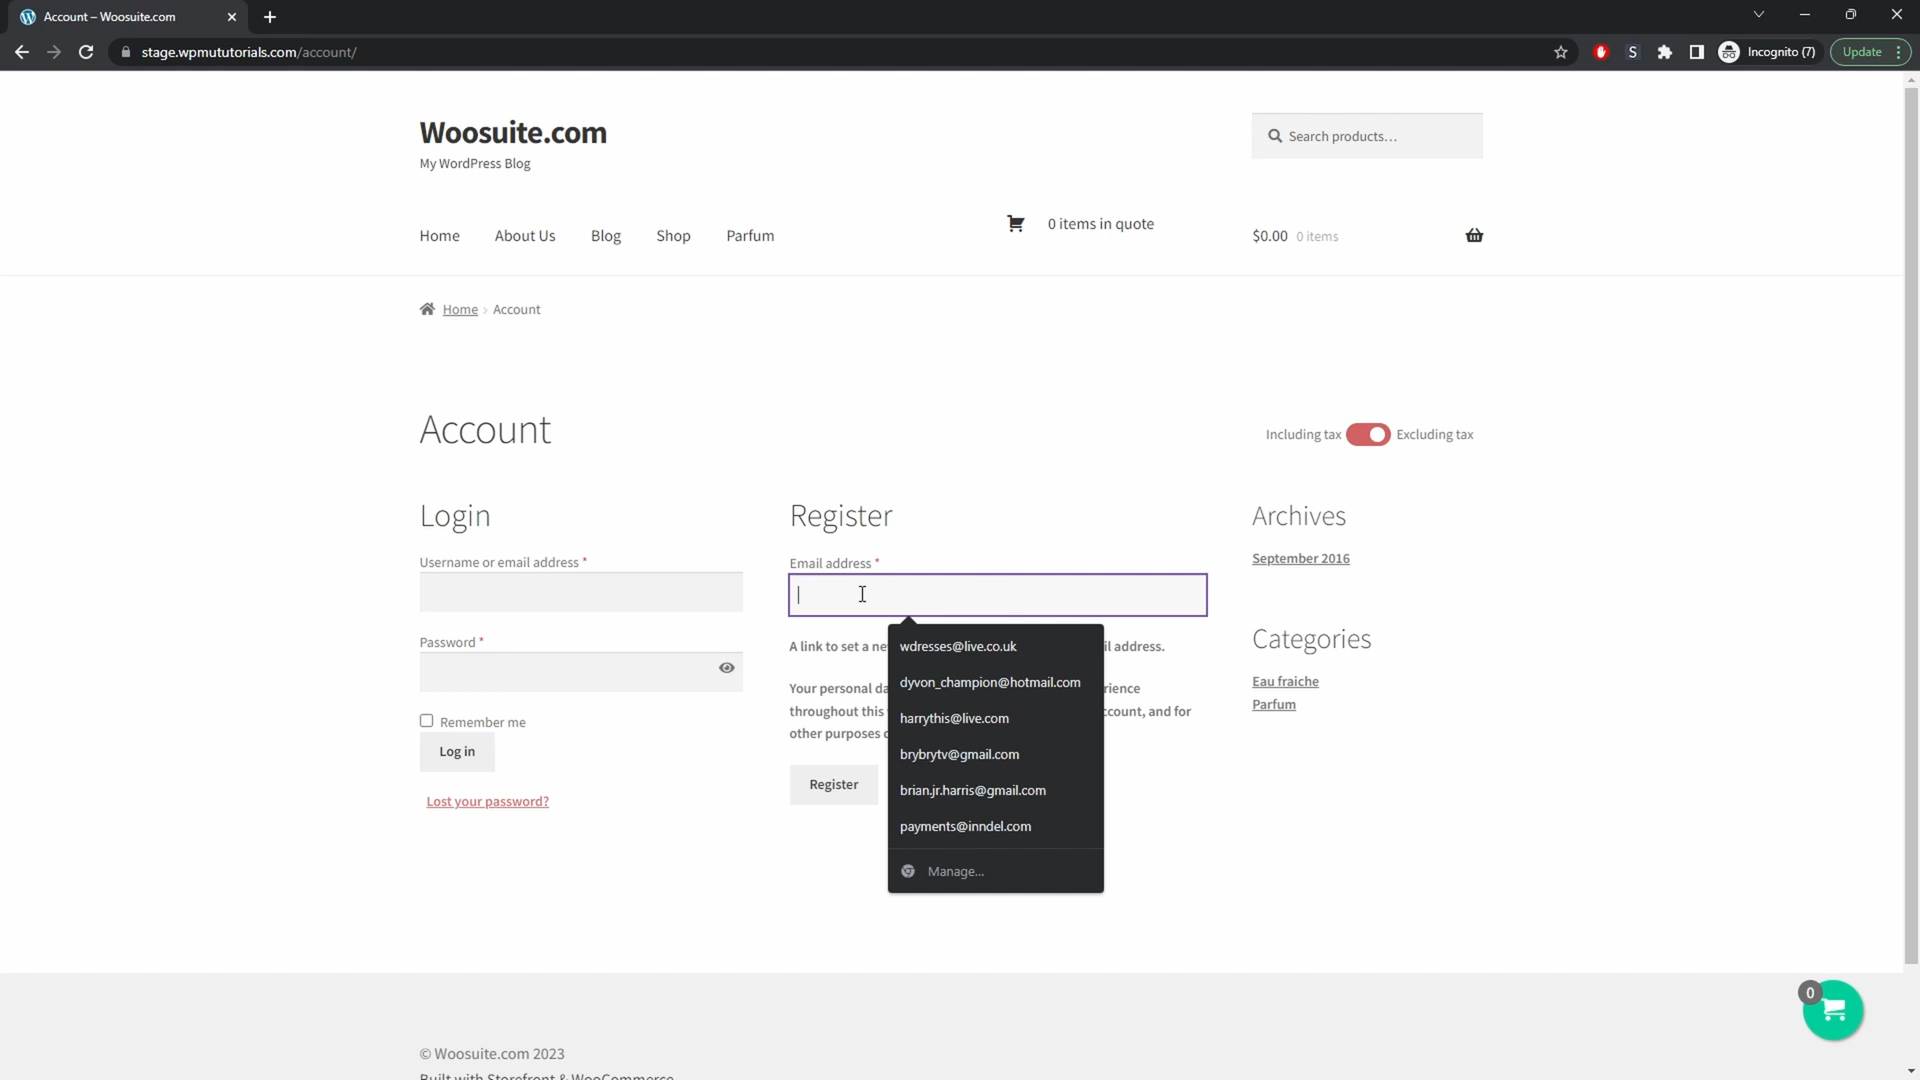 Account – Woosuite.com
stage.wpmututorials.com/account/
S
Incognito (7)
Update
Woosuite.com
My WordPress Blog
Search products…
Home
About Us
Blog
Shop
Parfum
0 items in quote
$0.00 0 items
Home › Account
Account
Including tax
Excluding tax
Login
Username or email address *
Password *
Remember me
Log in
Lost your password?
Register
Email address *
A link to set a ne
il address.
Your personal da
rience
throughout this
count, and for
other purposes
Register
wdresses@live.co.uk
dyvon_champion@hotmail.com
harrythis@live.com
brybrytv@gmail.com
brian.jr.harris@gmail.com
payments@inndel.com
Manage...
Archives
September 2016
Categories
Eau fraiche
Parfum
0
© Woosuite.com 2023
Built with Storefront & WooCommerce